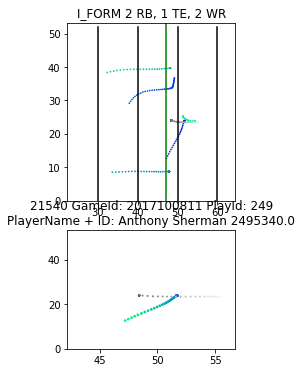 I_FORM 2 RB, 1 TE, 2 WR
50
40
30
20
10
0
30 40 50 60
21540 GameId: 2017100811 PlayId: 249
PlayerName + ID: Anthony Sherman 2495340.0
40
20
0
45 50 55